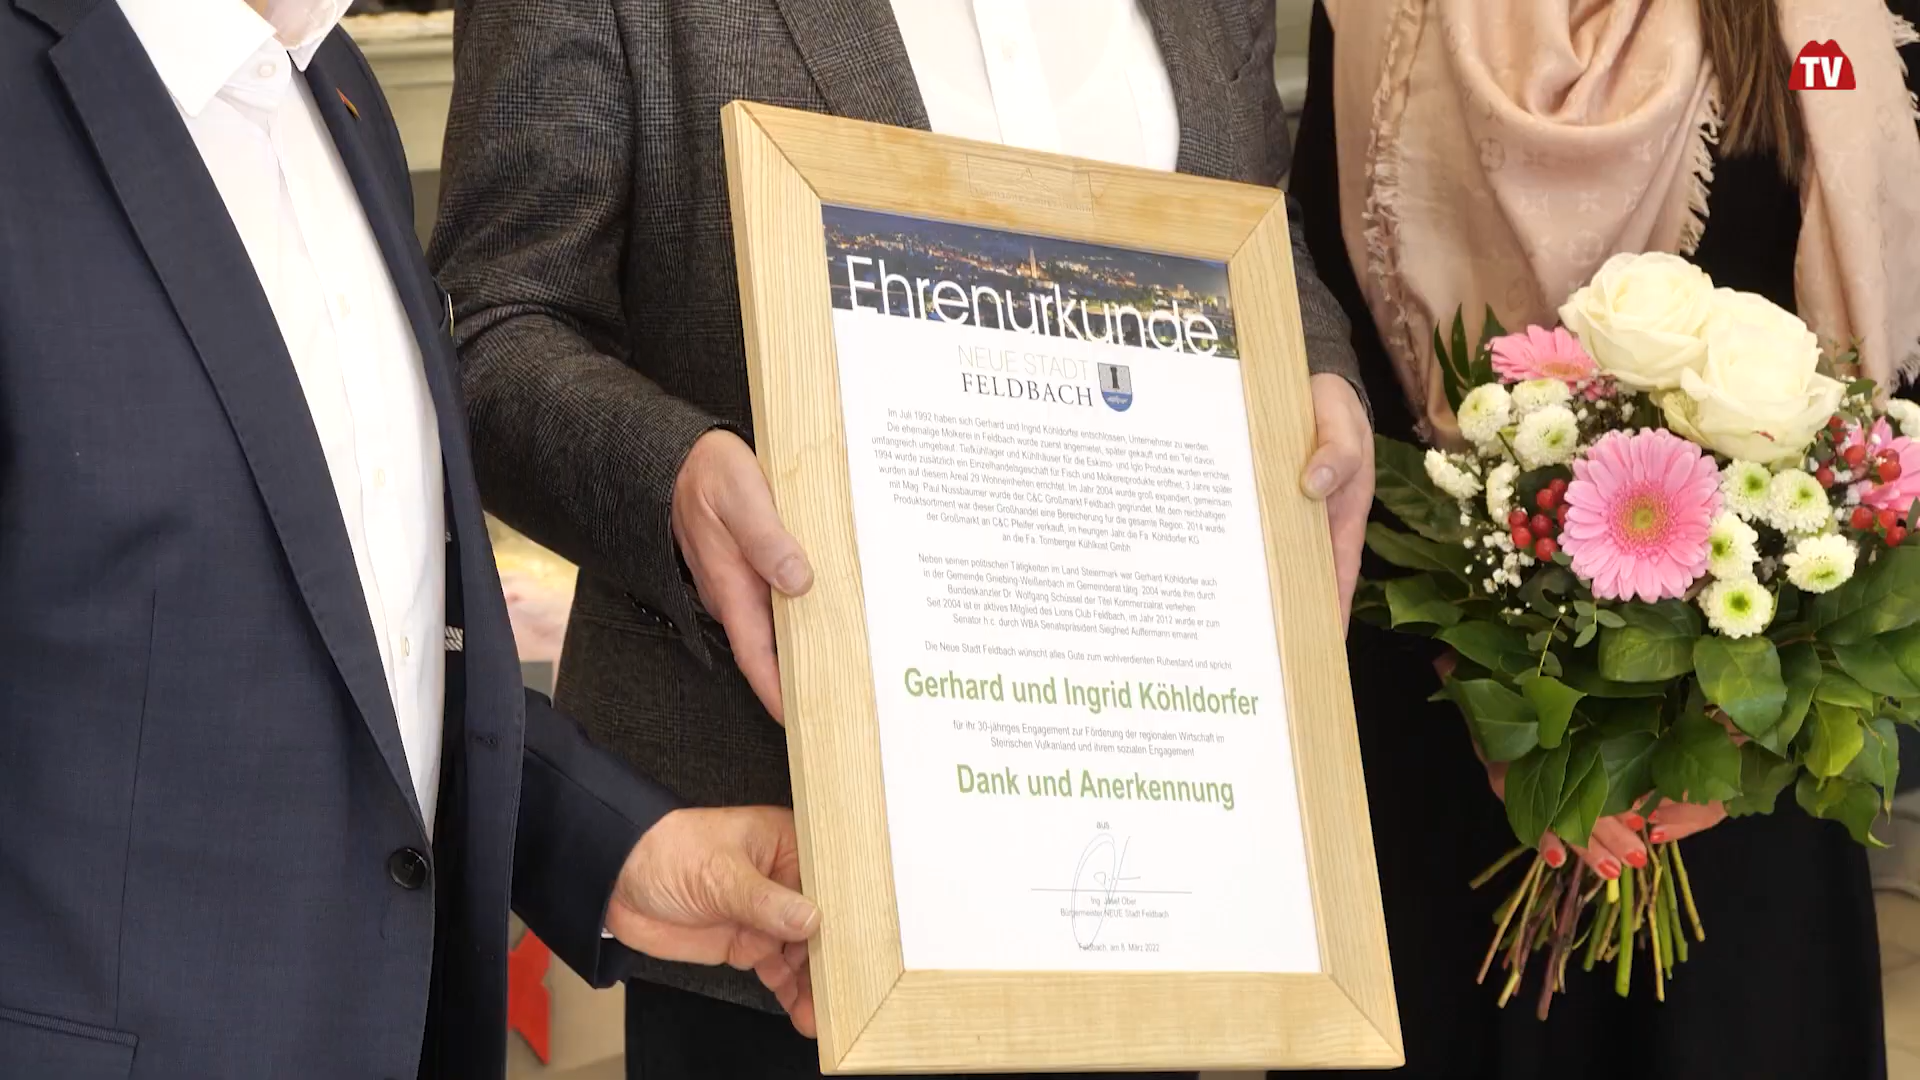 TV
Ehrenurkunde
NEUE STADT
FELDBACH
Im Juli 1992 haben sich Gerhard und Ingrid Köhldorfer entschlossen, Unternehmer zu werden.
Die ehemalige Molkerei in Feldbach wurde zuerst angemietet, später gekauft und ein Teil davon
umfangreich umgebaut. Tiefkühllager und Kühlhäuser für die Eskimo- und Iglo Produkte wurden errichtet.
1994 wurde zusätzlich ein Einzelhandelsgeschäft für Fisch und Molkereiprodukte eröffnet, 3 Jahre später
wurden auf diesem Areal 29 Wohneinheiten errichtet. Im Jahr 2004 wurde groß expandiert, gemeinsam
mit Mag. Paul Nussbaumer wurde der C&C Großmarkt Feldbach gegründet. Mit dem reichhaltigen
Produktsortiment war dieser Großhandel eine Bereicherung für die gesamte Region. 2014 wurde
der Großmarkt an C&C Pfeifer verkauft, im heurigen Jahr die Fa. Köhldorfer KG
an die Fa. Tomberger Kühlkost Gmbh
Neben seinen politischen Tätigkeiten im Land Steiermark war Gerhard Köhldorfer auch
in der Gemeinde Gniebing-Weißenbach im Gemeinderat tätig. 2004 wurde ihm durch
Bundeskanzler Dr. Wolfgang Schüssel der Titel Kommerzialrat verliehen.
Seit 2004 ist er aktives Mitglied des Lions Club Feldbach, im Jahr 2012 wurde er zum
Senator h.c. durch WBA Senatspräsident Siegfried ernannt.
Die Neue Stadt Feldbach wünscht alles Gute zum wohlverdienten Ruhestand und spricht
Gerhard und Ingrid Köhldorfer
für ihr 30-jähriges Engagement zur Förderung der regionalen Wirtschaft im
Steirischen Vulkanland und ihrem sozialen Engagement
Dank und Anerkennung
aus.
Ing. Josef Ober
Bürgermeister NEUE Stadt Feldbach
Feldbach, am 8. März 2022